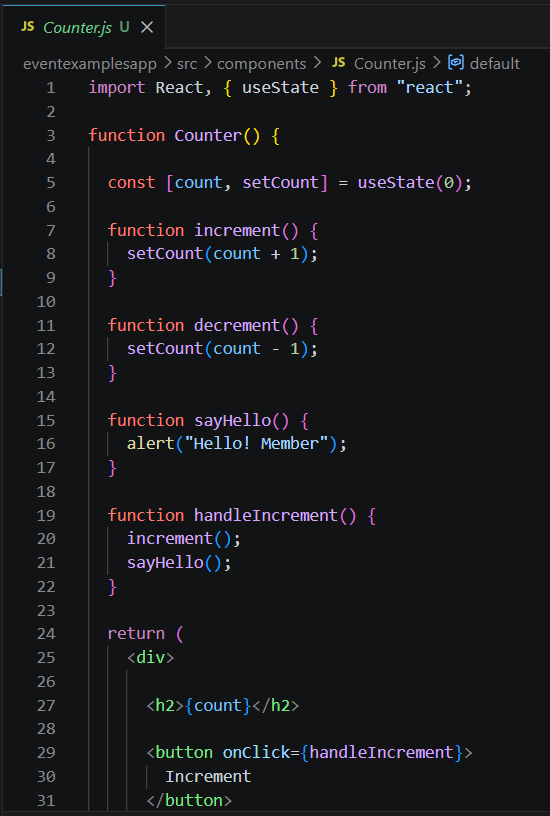 JS Counter.js U ×
eventexamplesapp > src > components > JS Counter.js > default
1 import React, { useState } from "react";
2
3 function Counter() {
4
5   const [count, setCount] = useState(0);
6
7   function increment() {
8     setCount(count + 1);
9   }
10
11   function decrement() {
12     setCount(count - 1);
13   }
14
15   function sayHello() {
16     alert("Hello! Member");
17   }
18
19   function handleIncrement() {
20     increment();
21     sayHello();
22   }
23
24   return (
25     <div>
26
27       <h2>{count}</h2>
28
29       <button onClick={handleIncrement}>
30         Increment
31       </button>